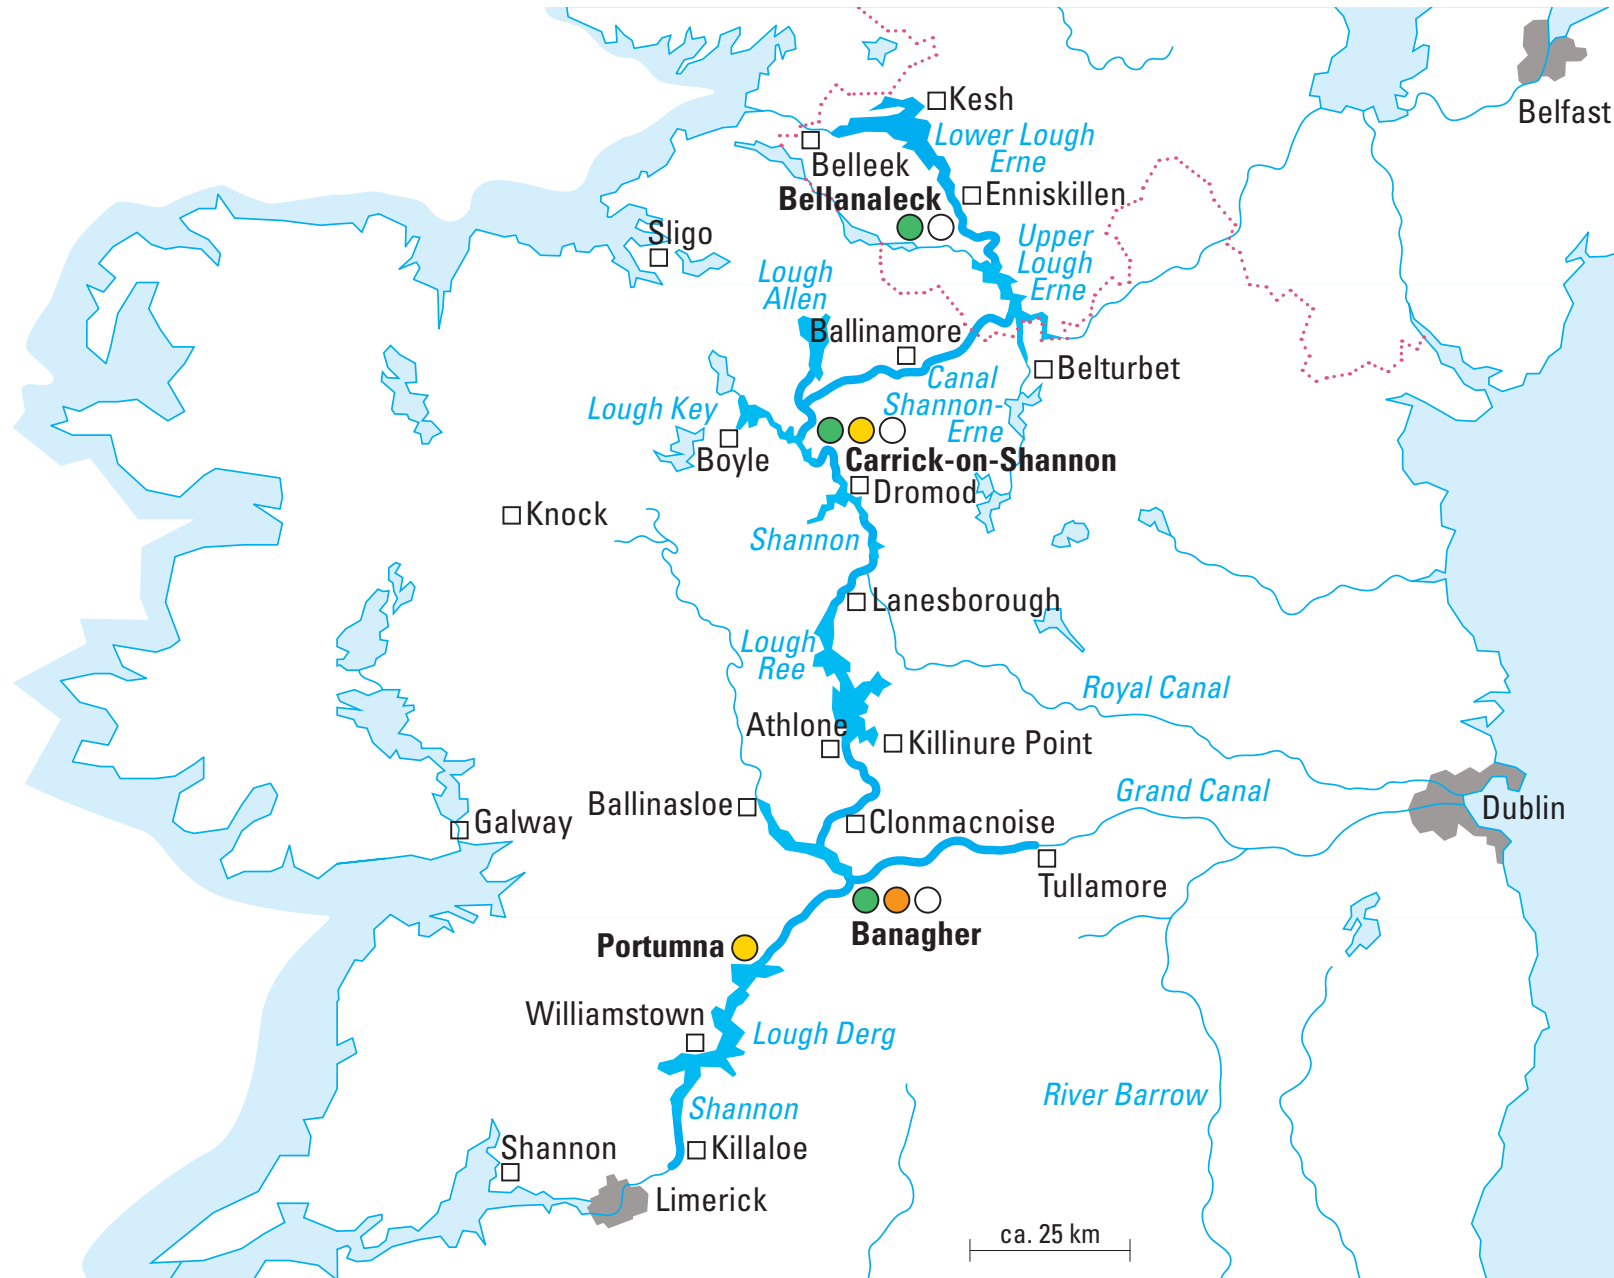 Belfast
Kesh
Lower Lough
Erne
Belleek
Bellanaleck
Enniskillen
Sligo
Upper
Lough
Erne
Lough
Allen
Ballinamore
Belturbet
Canal
Shannon-
Erne
Lough Key
Boyle
Carrick-on-Shannon
Dromod
Knock
Shannon
Lanesborough
Lough
Ree
Royal Canal
Athlone
Killinure Point
Grand Canal
Ballinasloe
Dublin
Galway
Clonmacnoise
Tullamore
Banagher
Portumna
Williamstown
Lough Derg
River Barrow
Shannon
Shannon
Killaloe
Limerick
ca. 25 km